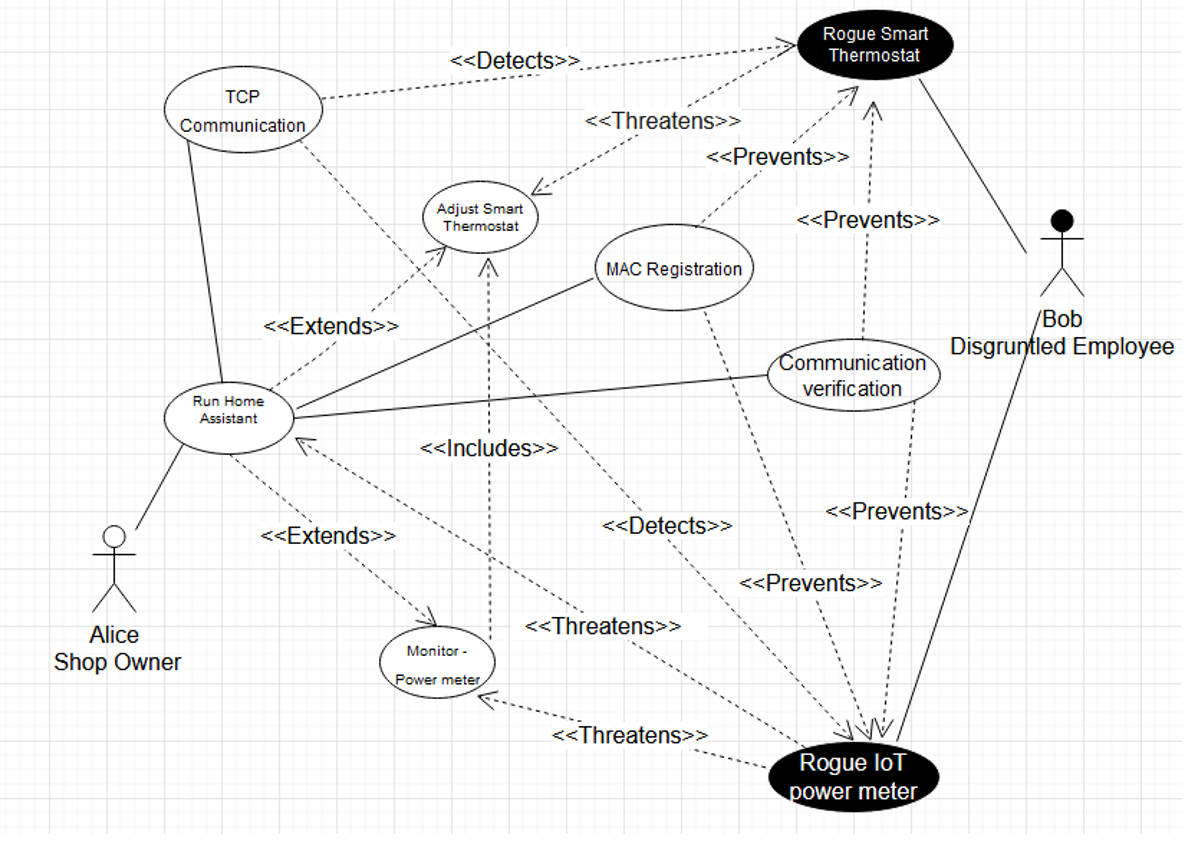 Rogue Smart
Thermostat
<<Detects>>
TCP
Communication
<<Threatens>>
<<Prevents>>
Adjust Smart
Thermostat
<<Prevents>>
MAC Registration
<<Extends>>
Bob
Disgruntled Employee
Communication
verification
Run Home
Assistant
<<Includes>>
<<Prevents>>
<<Detects>>
<<Extends>>
<<Prevents>>
<<Threatens>>
Alice
Shop Owner
Monitor -
Power meter
<<Threatens>>
Rogue IoT
power meter